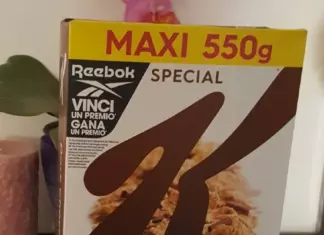 MAXI 550g
Reebok
SPECIAL
VINCI
UN PREMIO
GANA
UN PREMIO
K